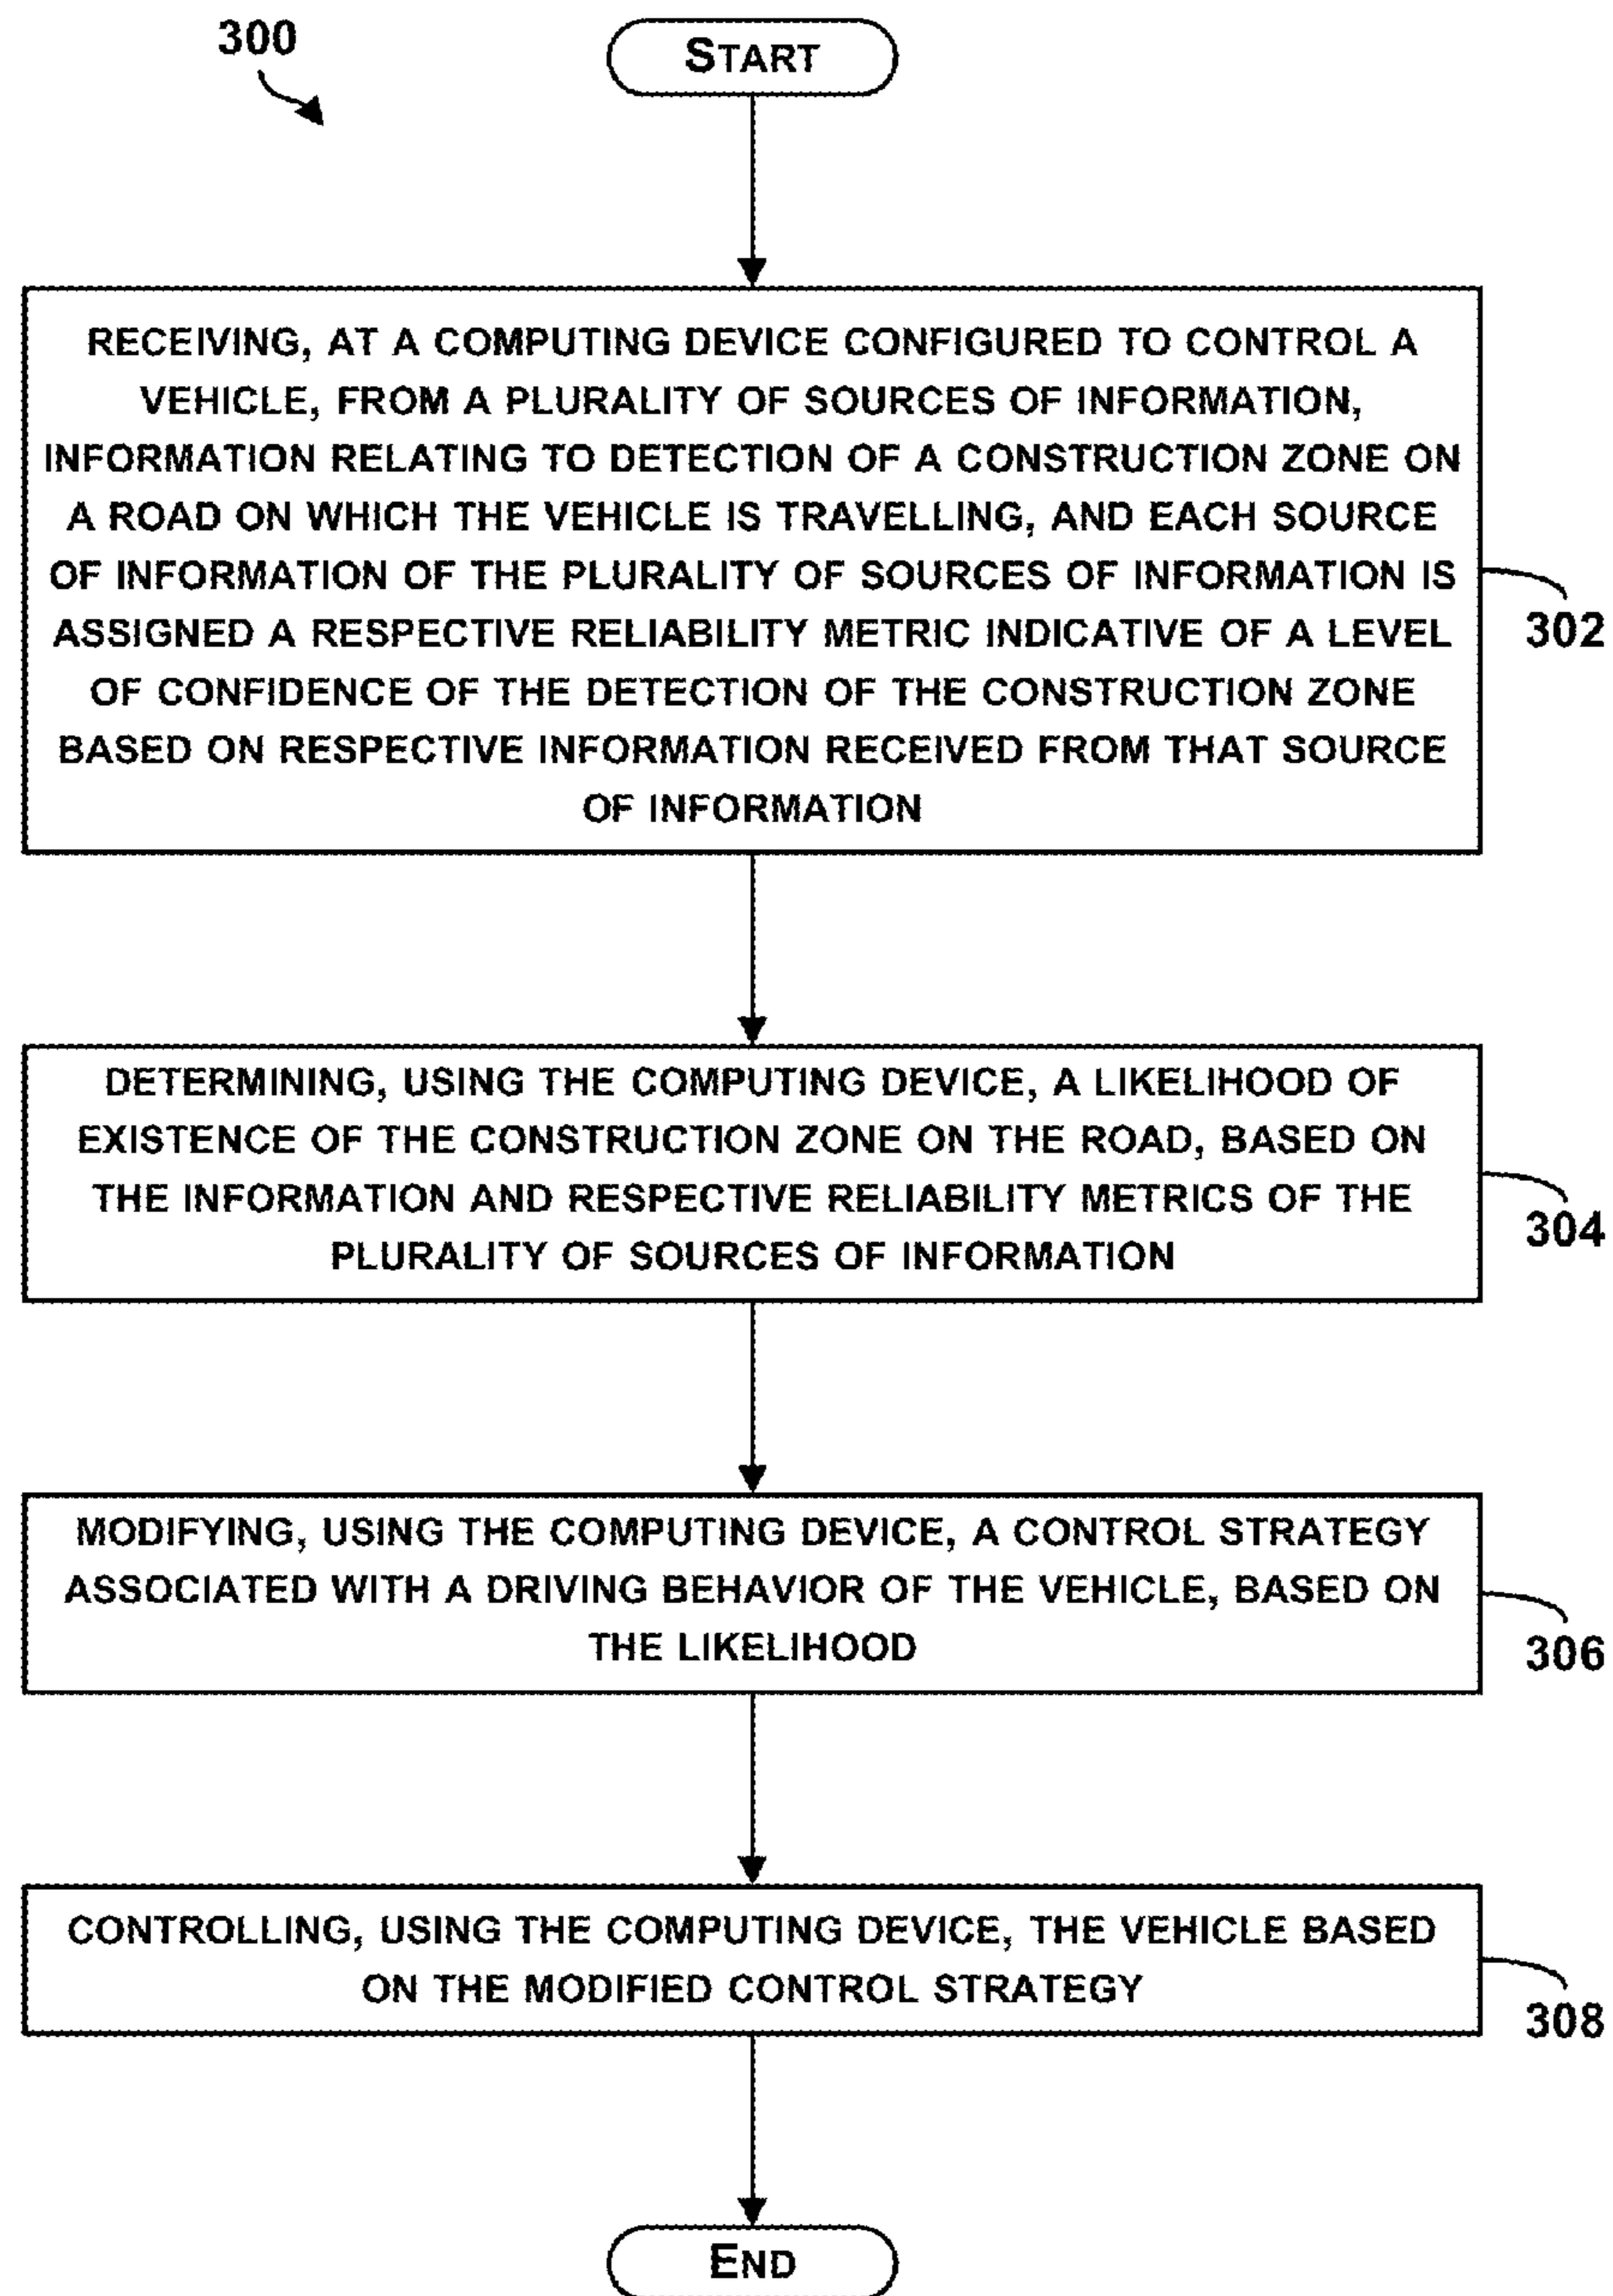 300
START
RECEIVING, AT A COMPUTING DEVICE CONFIGURED TO CONTROL A
VEHICLE, FROM A PLURALITY OF SOURCES OF INFORMATION,
INFORMATION RELATING TO DETECTION OF A CONSTRUCTION ZONE ON
A ROAD ON WHICH THE VEHICLE IS TRAVELLING, AND EACH SOURCE
OF INFORMATION OF THE PLURALITY OF SOURCES OF INFORMATION IS
ASSIGNED A RESPECTIVE RELIABILITY METRIC INDICATIVE OF A LEVEL
OF CONFIDENCE OF THE DETECTION OF THE CONSTRUCTION ZONE
BASED ON RESPECTIVE INFORMATION RECEIVED FROM THAT SOURCE
OF INFORMATION
302
DETERMINING, USING THE COMPUTING DEVICE, A LIKELIHOOD OF
EXISTENCE OF THE CONSTRUCTION ZONE ON THE ROAD, BASED ON
THE INFORMATION AND RESPECTIVE RELIABILITY METRICS OF THE
PLURALITY OF SOURCES OF INFORMATION
304
MODIFYING, USING THE COMPUTING DEVICE, A CONTROL STRATEGY
ASSOCIATED WITH A DRIVING BEHAVIOR OF THE VEHICLE, BASED ON
THE LIKELIHOOD
306
CONTROLLING, USING THE COMPUTING DEVICE, THE VEHICLE BASED
ON THE MODIFIED CONTROL STRATEGY
308
END